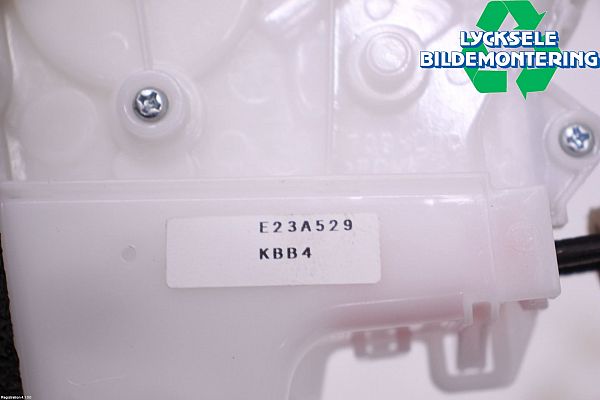 LYCKSELE
BILDEMONTERING
E23A529
KBB4